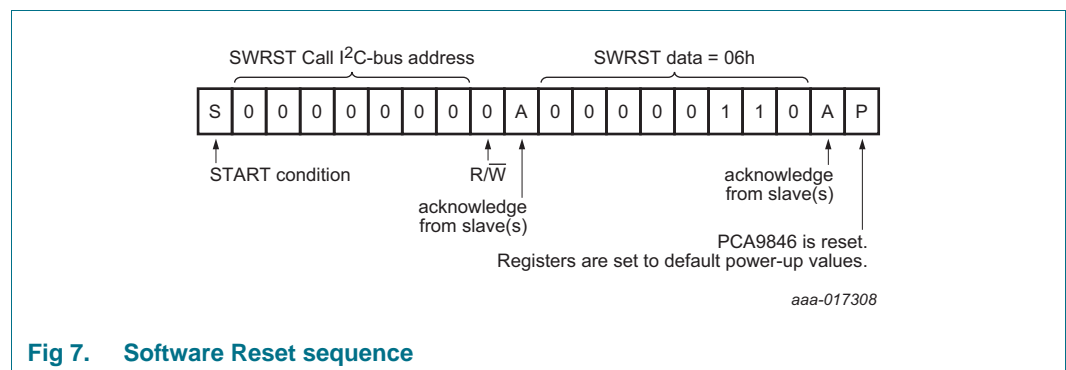 SWRST Call I²C-bus address SWRST data = 06h
S 0 0 0 0 0 0 0 0 A 0 0 0 0 0 1 1 0 A P
START condition R/W̅ acknowledge
from slave(s)
acknowledge
from slave(s)
PCA9846 is reset.
Registers are set to default power-up values.
aaa-017308
Fig 7. Software Reset sequence